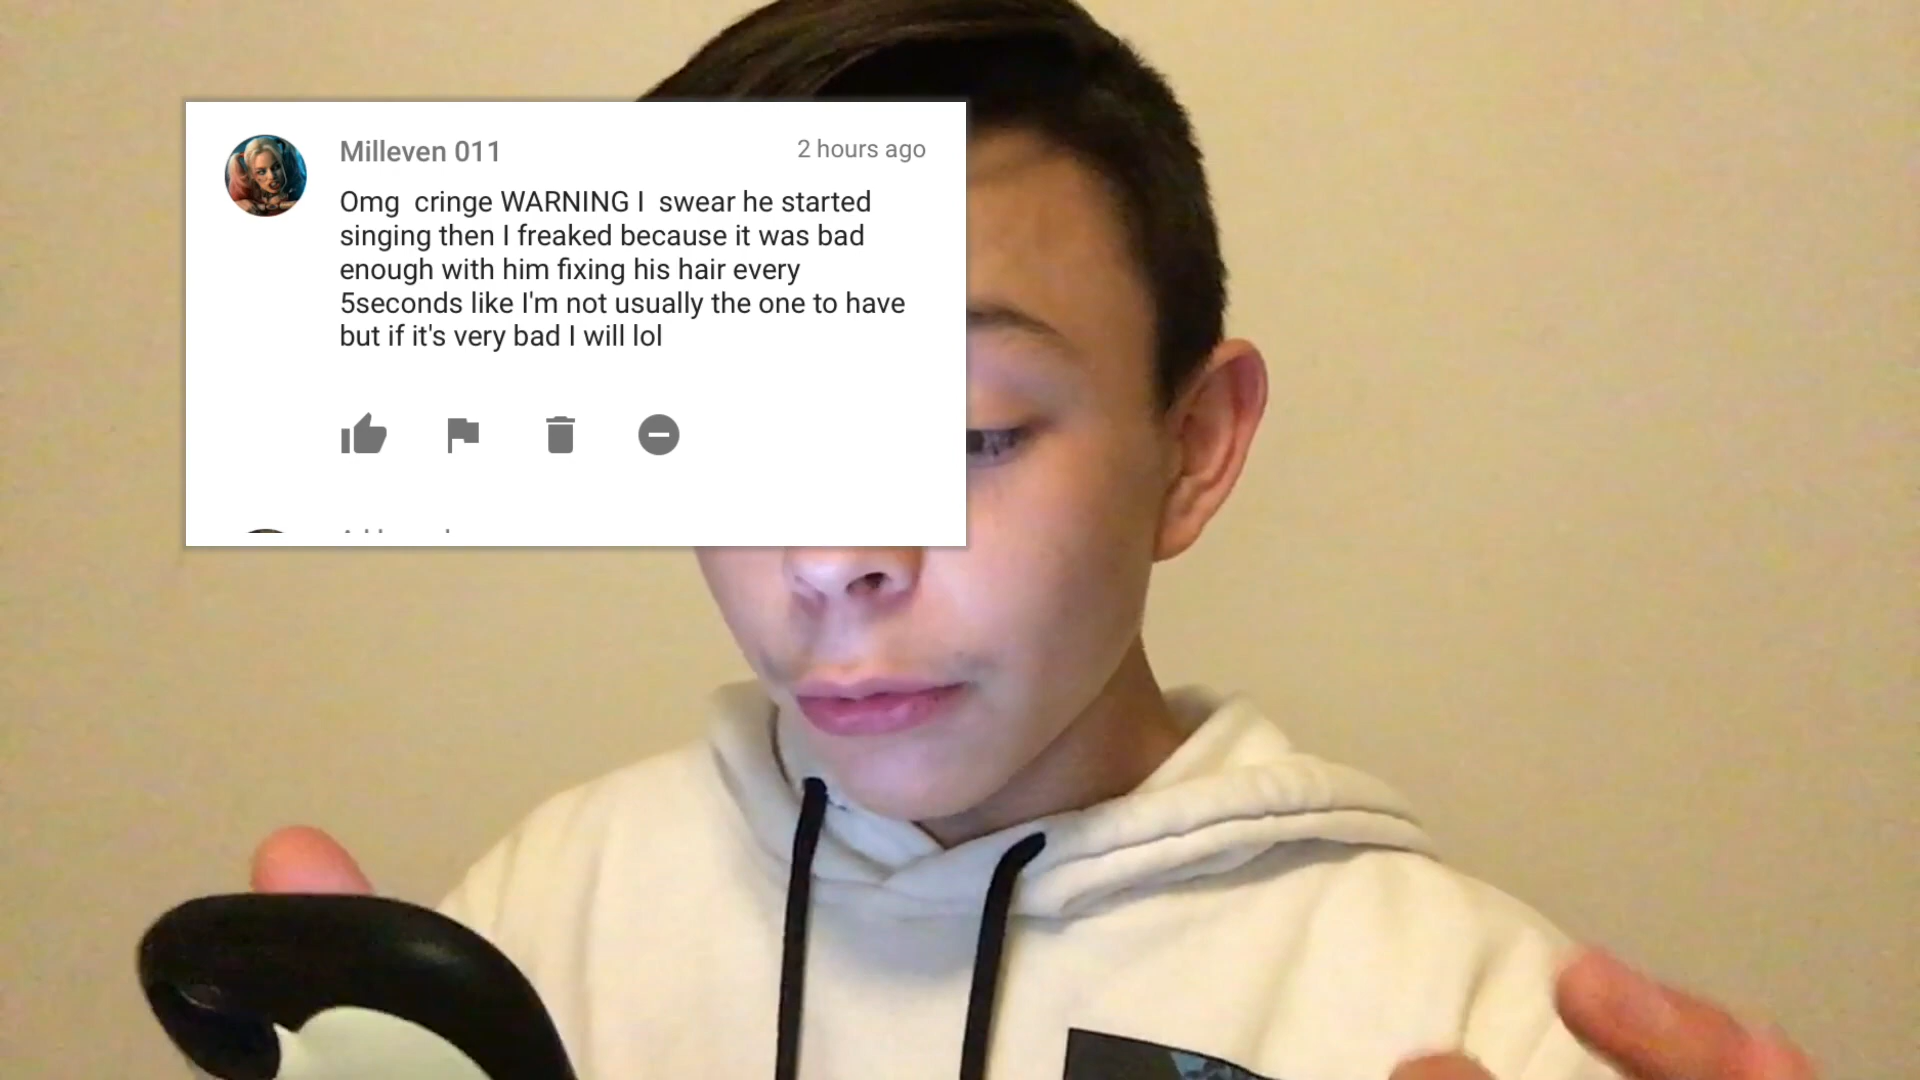 Milleven 011
2 hours ago
Omg  cringe WARNING I  swear he started
singing then I freaked because it was bad
enough with him fixing his hair every
5seconds like I'm not usually the one to have
but if it's very bad I will lol